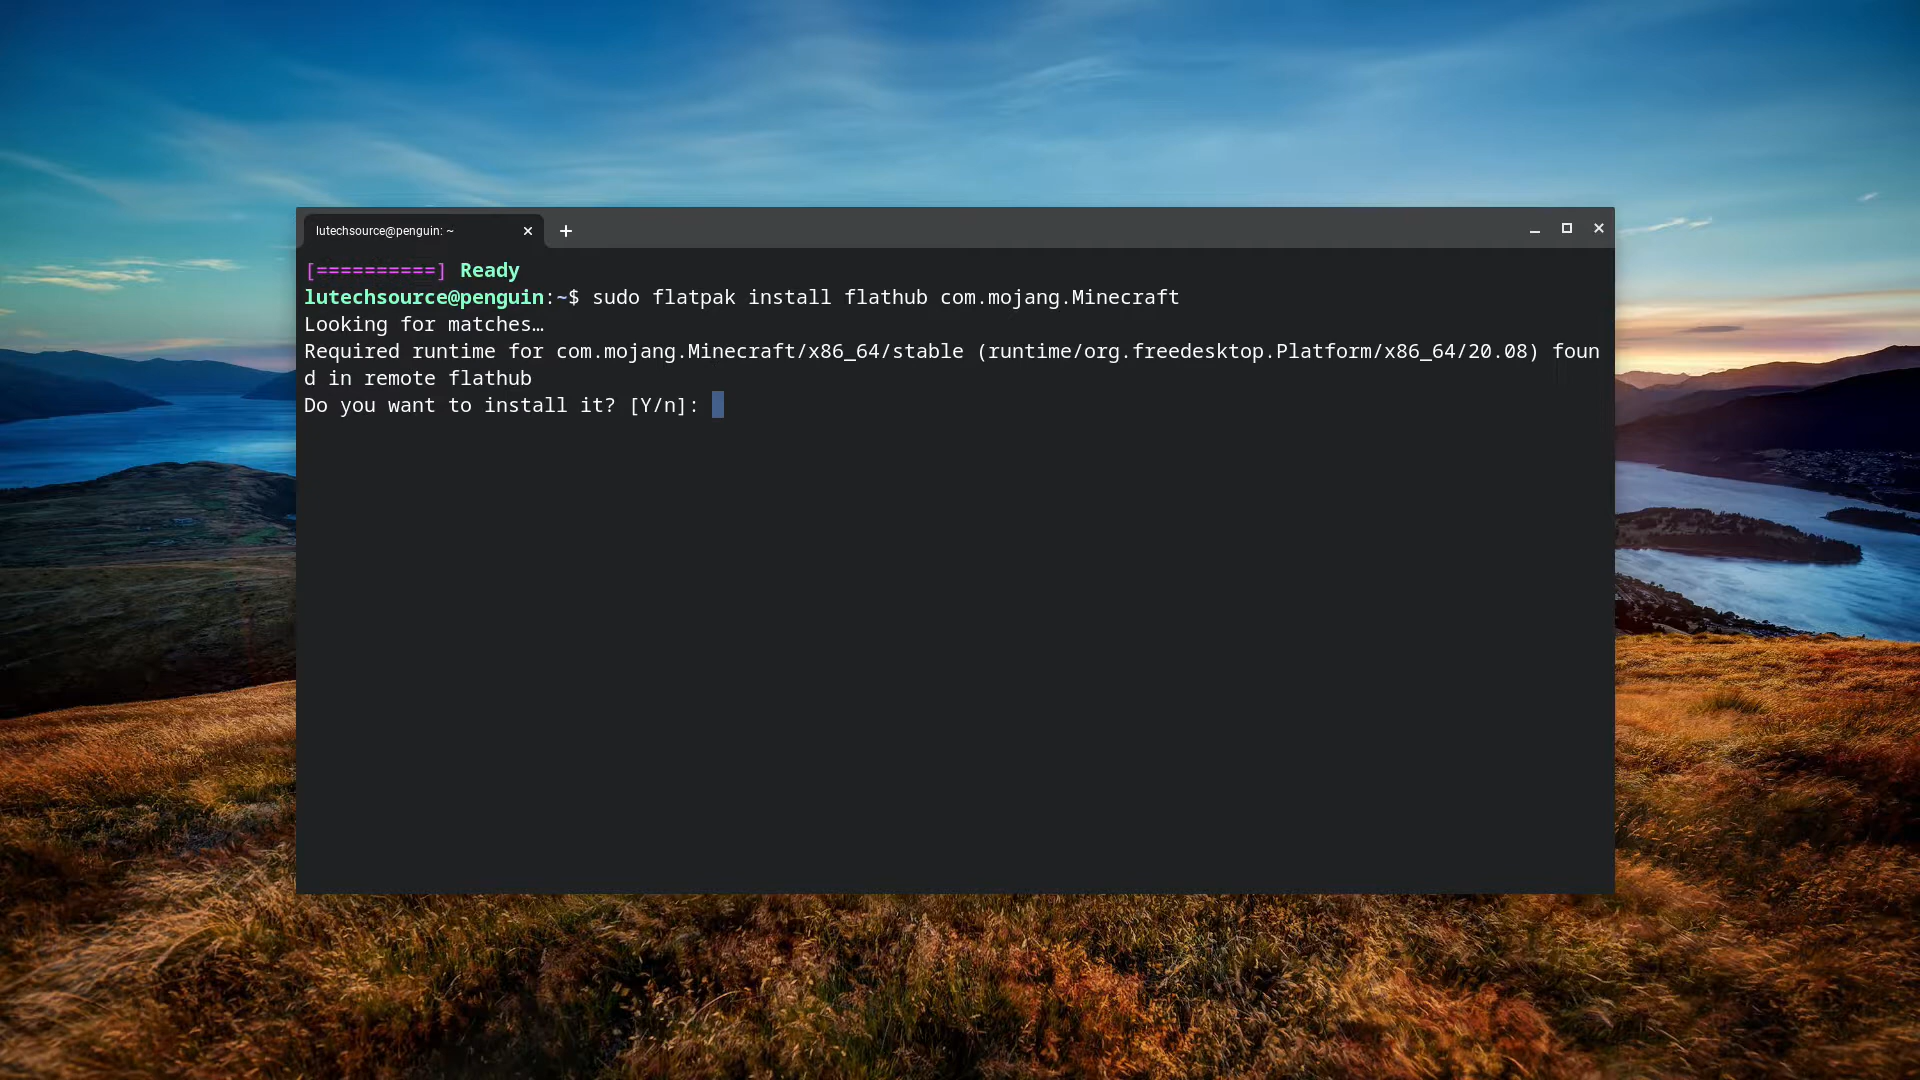 lutechsource@penguin: ~
[==========] Ready
lutechsource@penguin:~$ sudo flatpak install flathub com.mojang.Minecraft
Looking for matches…
Required runtime for com.mojang.Minecraft/x86_64/stable (runtime/org.freedesktop.Platform/x86_64/20.08) foun
d in remote flathub
Do you want to install it? [Y/n]: